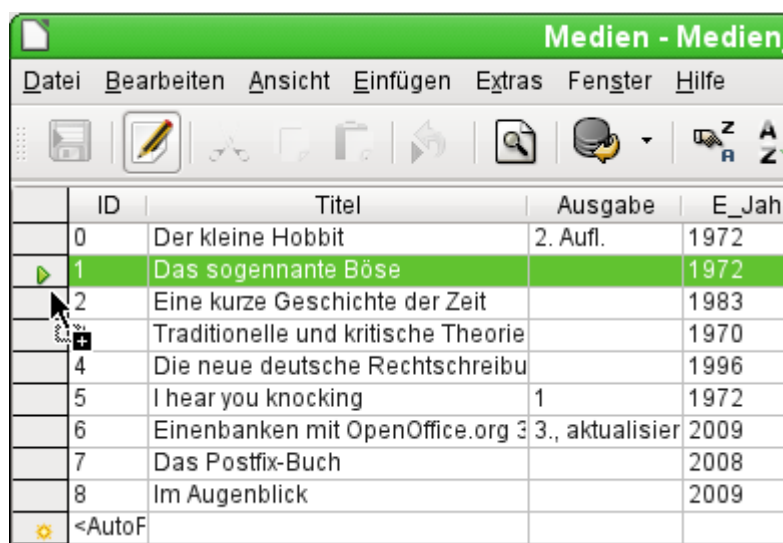 Medien - Medien
Datei Bearbeiten Ansicht Einfügen Extras Fenster Hilfe
ID Titel Ausgabe E_Jah
0 Der kleine Hobbit 2. Aufl. 1972
1 Das sogennante Böse 1972
2 Eine kurze Geschichte der Zeit 1983
Traditionelle und kritische Theorie 1970
4 Die neue deutsche Rechtschreibu 1996
5 I hear you knocking 1 1972
6 Einenbanken mit OpenOffice.org 3 3., aktualisier 2009
7 Das Postfix-Buch 2008
8 Im Augenblick 2009
<AutoF